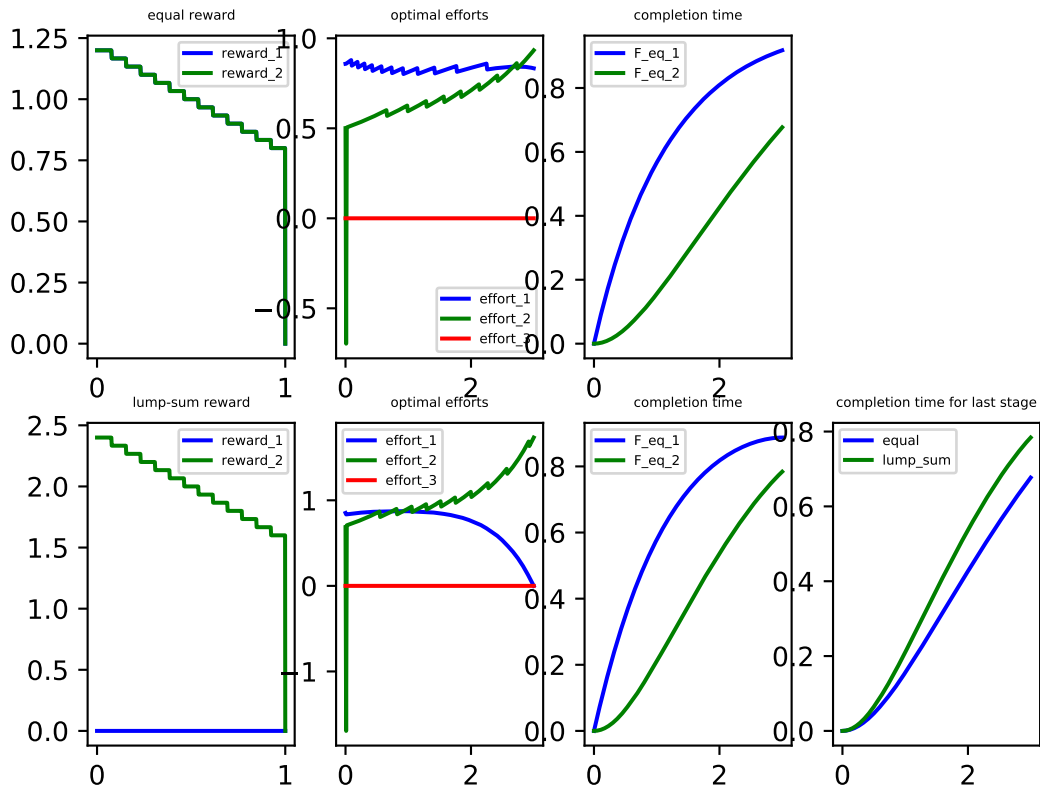 equal reward
optimal efforts
completion time
1.25
1.00
0.75
0.50
0.25
0.00
0
1
reward_1
reward_2
1.0
0.5
0.0
−0.5
0
2
effort_1
effort_2
effort_3
0.8
0.6
0.4
0.2
0.0
0
2
F_eq_1
F_eq_2
lump-sum reward
optimal efforts
completion time
completion time for last stage
2.5
2.0
1.5
1.0
0.5
0.0
0
1
reward_1
reward_2
1
0
−1
0
2
effort_1
effort_2
effort_3
0.8
0.6
0.4
0.2
0.0
0
2
F_eq_1
F_eq_2
0.8
0.6
0.4
0.2
0.0
0
2
equal
lump_sum